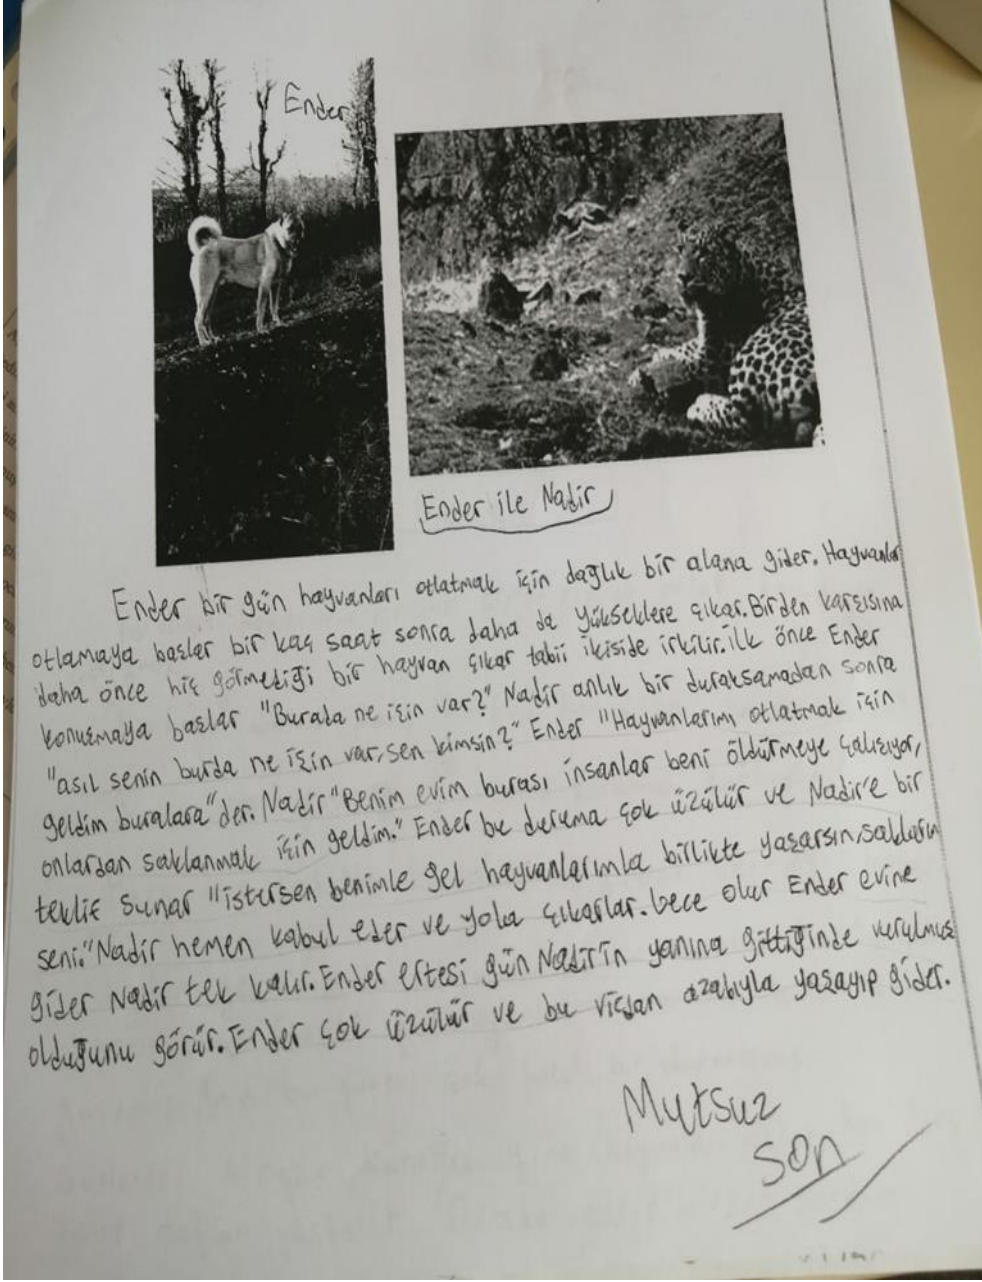 Ender
Ender ile Nadir
Ender bir gün hayvanları otlatmak için dağlık bir alana gider. Hayvanlar
otlamaya başlar bir kaç saat sonra daha da yükseklere çıkar. Birden karşısına
daha önce hiç görmediği bir hayvan çıkar tabii ikiside irkilir. İlk önce Ender
konuşmaya başlar "Burada ne işin var?" Nadir anlık bir duraksamadan sonra
"asıl senin burda ne işin var, sen kimsin?" Ender "Hayvanlarımı otlatmak için
geldim buralara" der. Nadir "Benim evim burası insanlar beni öldürmeye çalışıyor,
onlardan saklanmak için geldim." Ender bu duruma çok üzülür ve Nadir'e bir
teklif sunar "istersen benimle gel hayvanlarımla birlikte yaşarsın, saklarım
seni." Nadir hemen kabul eder ve yola çıkarlar. Gece olur Ender evine
gider Nadir tek kalır. Ender ertesi gün Nadir'in yanına gittiğinde vurulmuş
olduğunu görür. Ender çok üzülür ve bu vicdan azabıyla yaşayıp gider.
Mutsuz
son